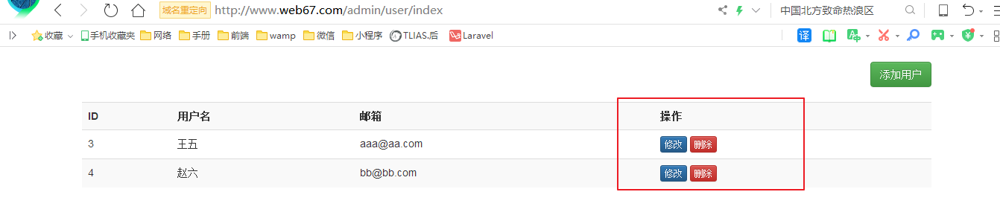 域名重定向 http://www.web67.com/admin/user/index 中国北方致命热浪区
收藏 手机收藏夹 网络 手册 前端 wamp 微信 小程序 TLIAS.后 Laravel 译
添加用户
ID 用户名 邮箱 操作
3 王五 aaa@aa.com 修改 删除
4 赵六 bb@bb.com 修改 删除